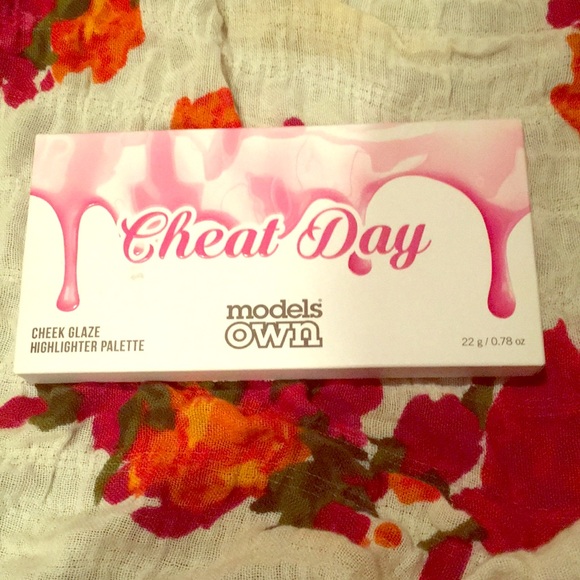 Cheat Day
models
own
CHEEK GLAZE
HIGHLIGHTER PALETTE
22 g / 0.78 oz